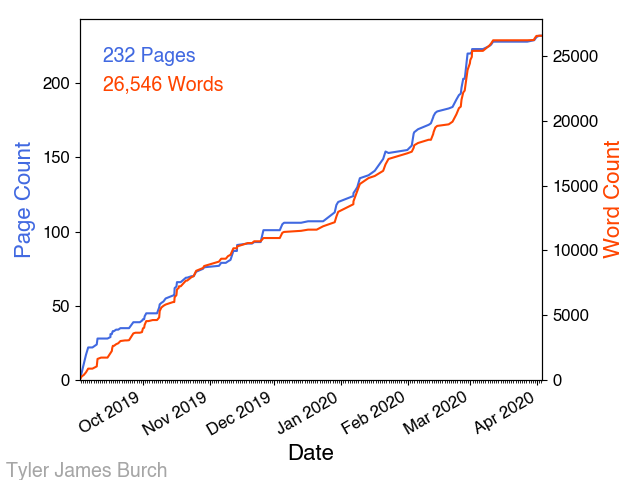 232 Pages
26,546 Words
Page Count
200
150
100
50
0
25000
20000
15000
10000
5000
0
Word Count
Oct 2019
Nov 2019
Dec 2019
Jan 2020
Feb 2020
Mar 2020
Apr 2020
Date
Tyler James Burch